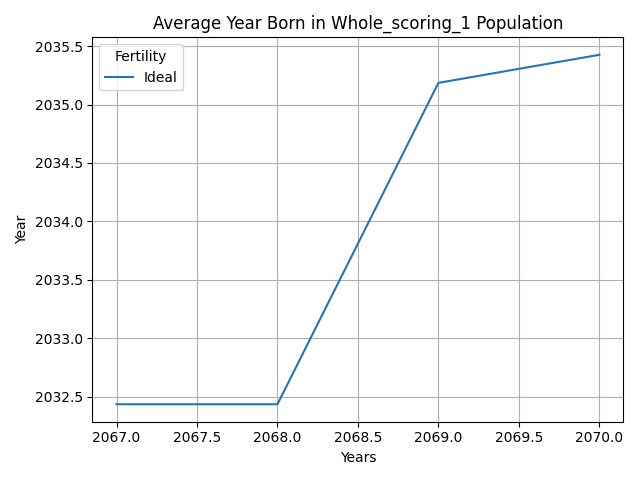 Average Year Born in Whole_scoring_1 Population
Fertility
Ideal
2035.5
2035.0
2034.5
2034.0
2033.5
2033.0
2032.5
Year
2067.0 2067.5 2068.0 2068.5 2069.0 2069.5 2070.0
Years